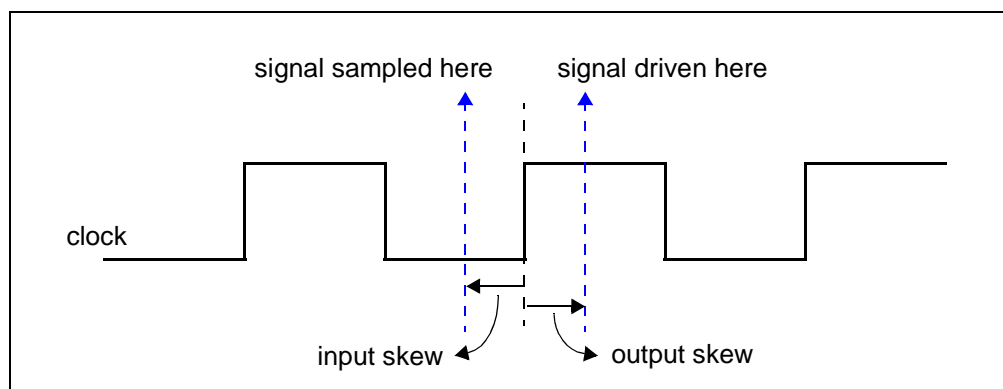 signal sampled here
signal driven here
clock
input skew
output skew